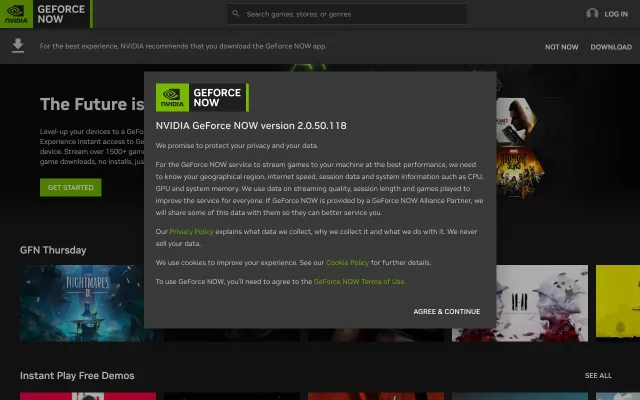 NVIDIA
GEFORCE
NOW
Search games, stores, or genres
LOG IN
For the best experience, NVIDIA recommends that you download the GeForce NOW app.
NOT NOW
DOWNLOAD
The Future is
Level-up your devices to a GeFo
Experience instant access to Ge
device. Stream over 1500+ game
game downloads, no installs, jus
GET STARTED
NVIDIA
GEFORCE
NOW
NVIDIA GeForce NOW version 2.0.50.118
We promise to protect your privacy and your data.
For the GeForce NOW service to stream games to your machine at the best performance, we need
to know your geographical region, internet speed, session data and system information such as CPU,
GPU and system memory. We use data on streaming quality, session length and games played to
improve the service for everyone. If GeForce NOW is provided by a GeForce NOW Alliance Partner, we
will share some of this data with them so they can better service you.
Our Privacy Policy explains what data we collect, why we collect it and what we do with it. We never
sell your data.
We use cookies to improve your experience. See our Cookie Policy for further details.
To use GeForce NOW, you'll need to agree to the GeForce NOW Terms of Use.
AGREE & CONTINUE
GFN Thursday
NIGHTMARES
Instant Play Free Demos
SEE ALL